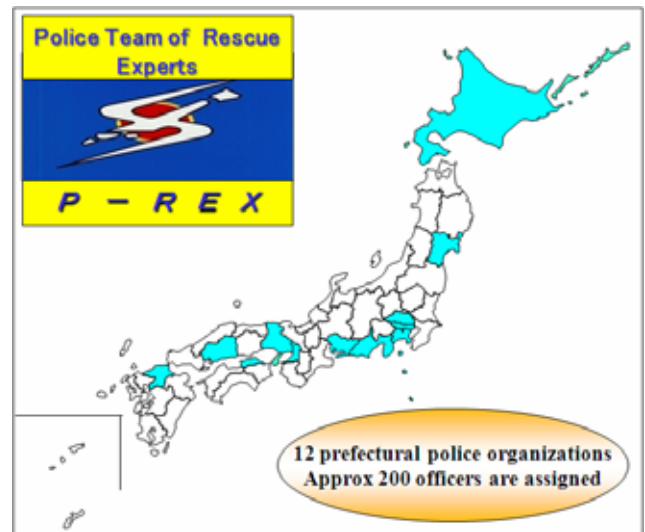 Police Team of Rescue
Experts
P - R E X
12 prefectural police organizations
Approx 200 officers are assigned